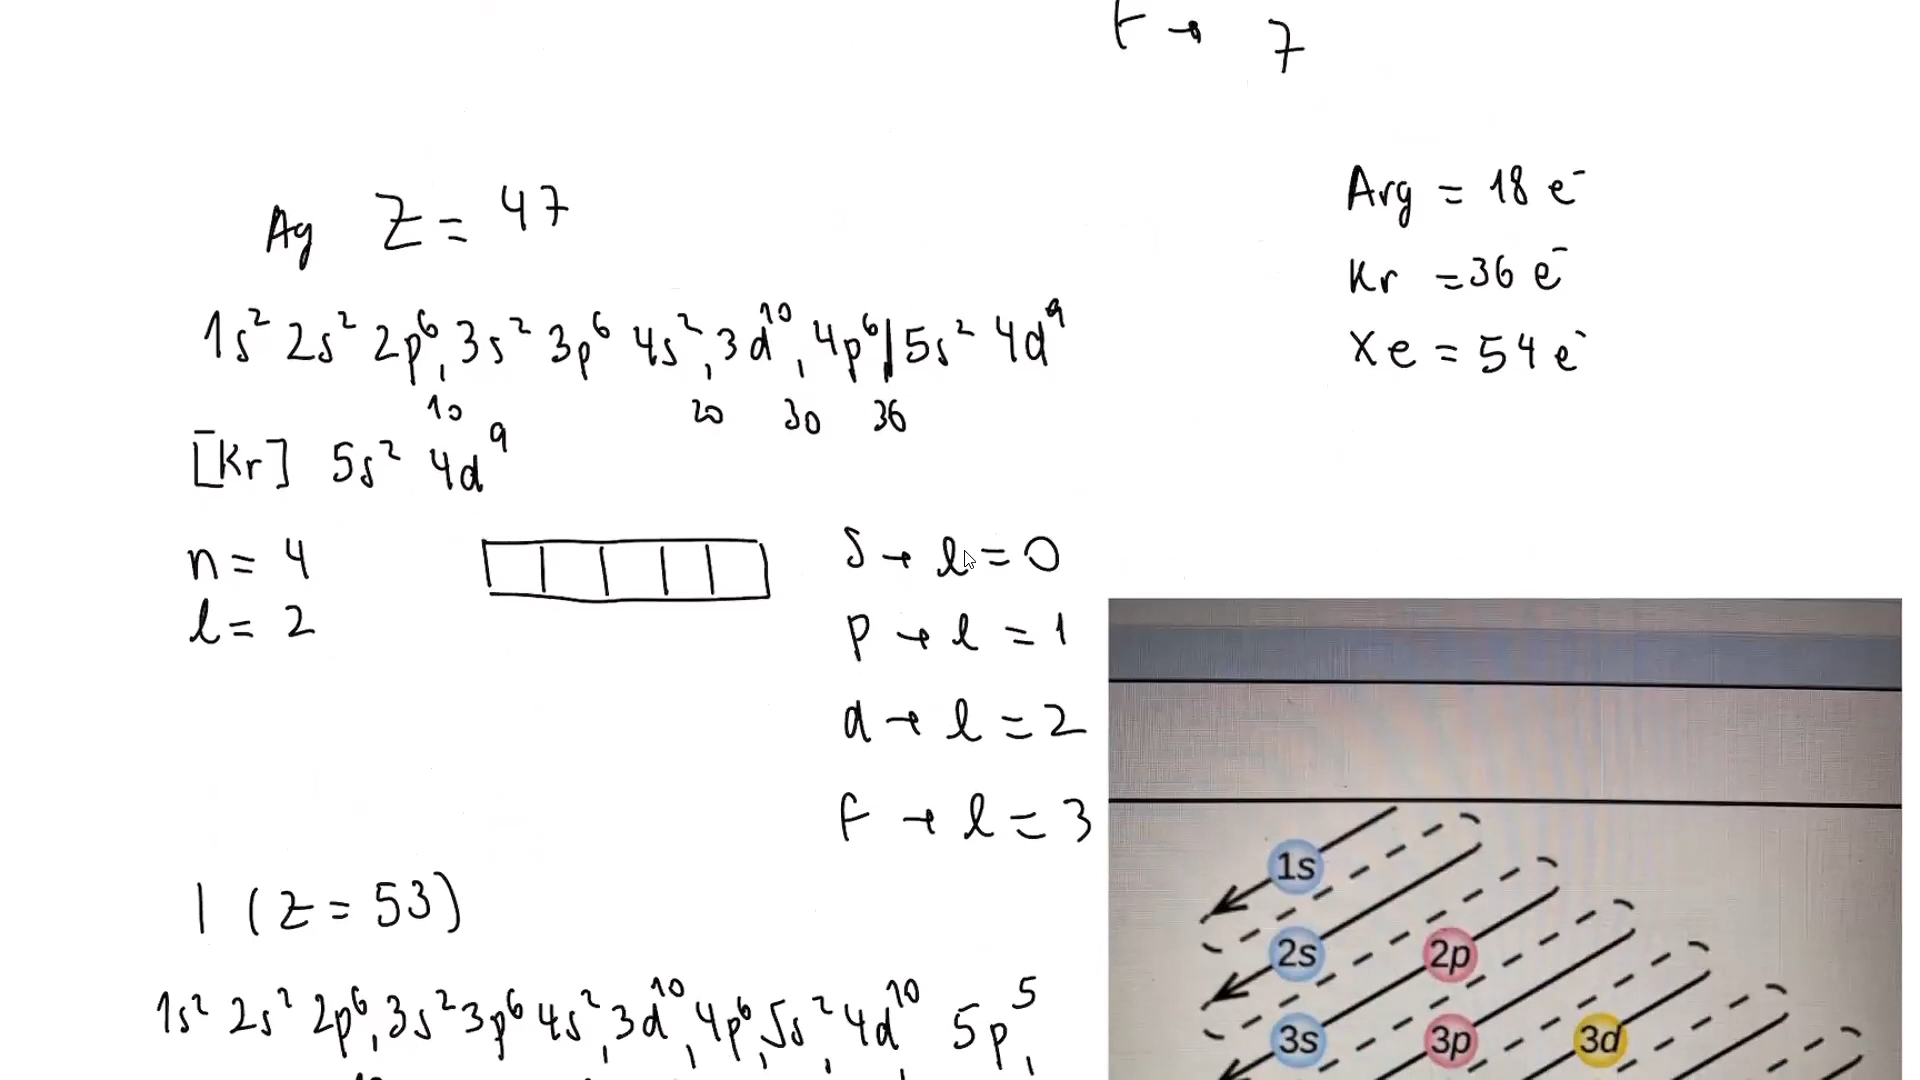 F → 7
Ag Z = 47
Arg = 18 e⁻
Kr = 36 e⁻
Xe = 54 e⁻
1s² 2s² 2p⁶, 3s² 3p⁶ 4s², 3d¹⁰, 4p⁶ | 5s² 4d⁹
10 20 30 36
[Kr] 5s² 4d⁹
n = 4
l = 2
s → l = 0
p → l = 1
d → l = 2
f → l = 3
I (Z = 53)
1s² 2s² 2p⁶, 3s² 3p⁶ 4s², 3d¹⁰, 4p⁶, 5s², 4d¹⁰, 5p⁵,
1s
2s 2p
3s 3p 3d